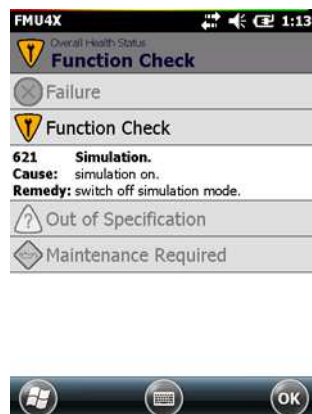 FMU4X 1:13
Overall Health Status
Function Check
Failure
Function Check
621 Simulation.
Cause: simulation on.
Remedy: switch off simulation mode.
Out of Specification
Maintenance Required
OK